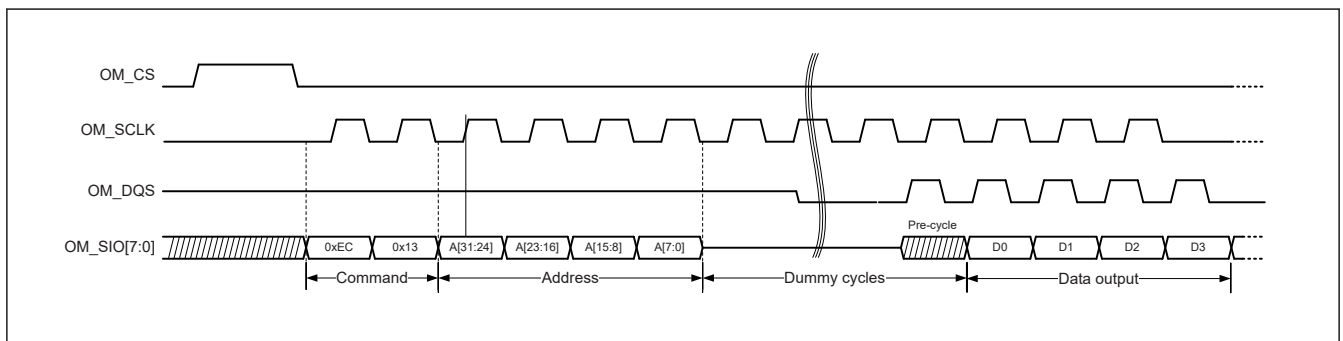 OM_CS
OM_SCLK
OM_DQS
Pre-cycle
OM_SIO[7:0] 0xEC 0x13 A[31:24] A[23:16] A[15:8] A[7:0] D0 D1 D2 D3
Command Address Dummy cycles Data output